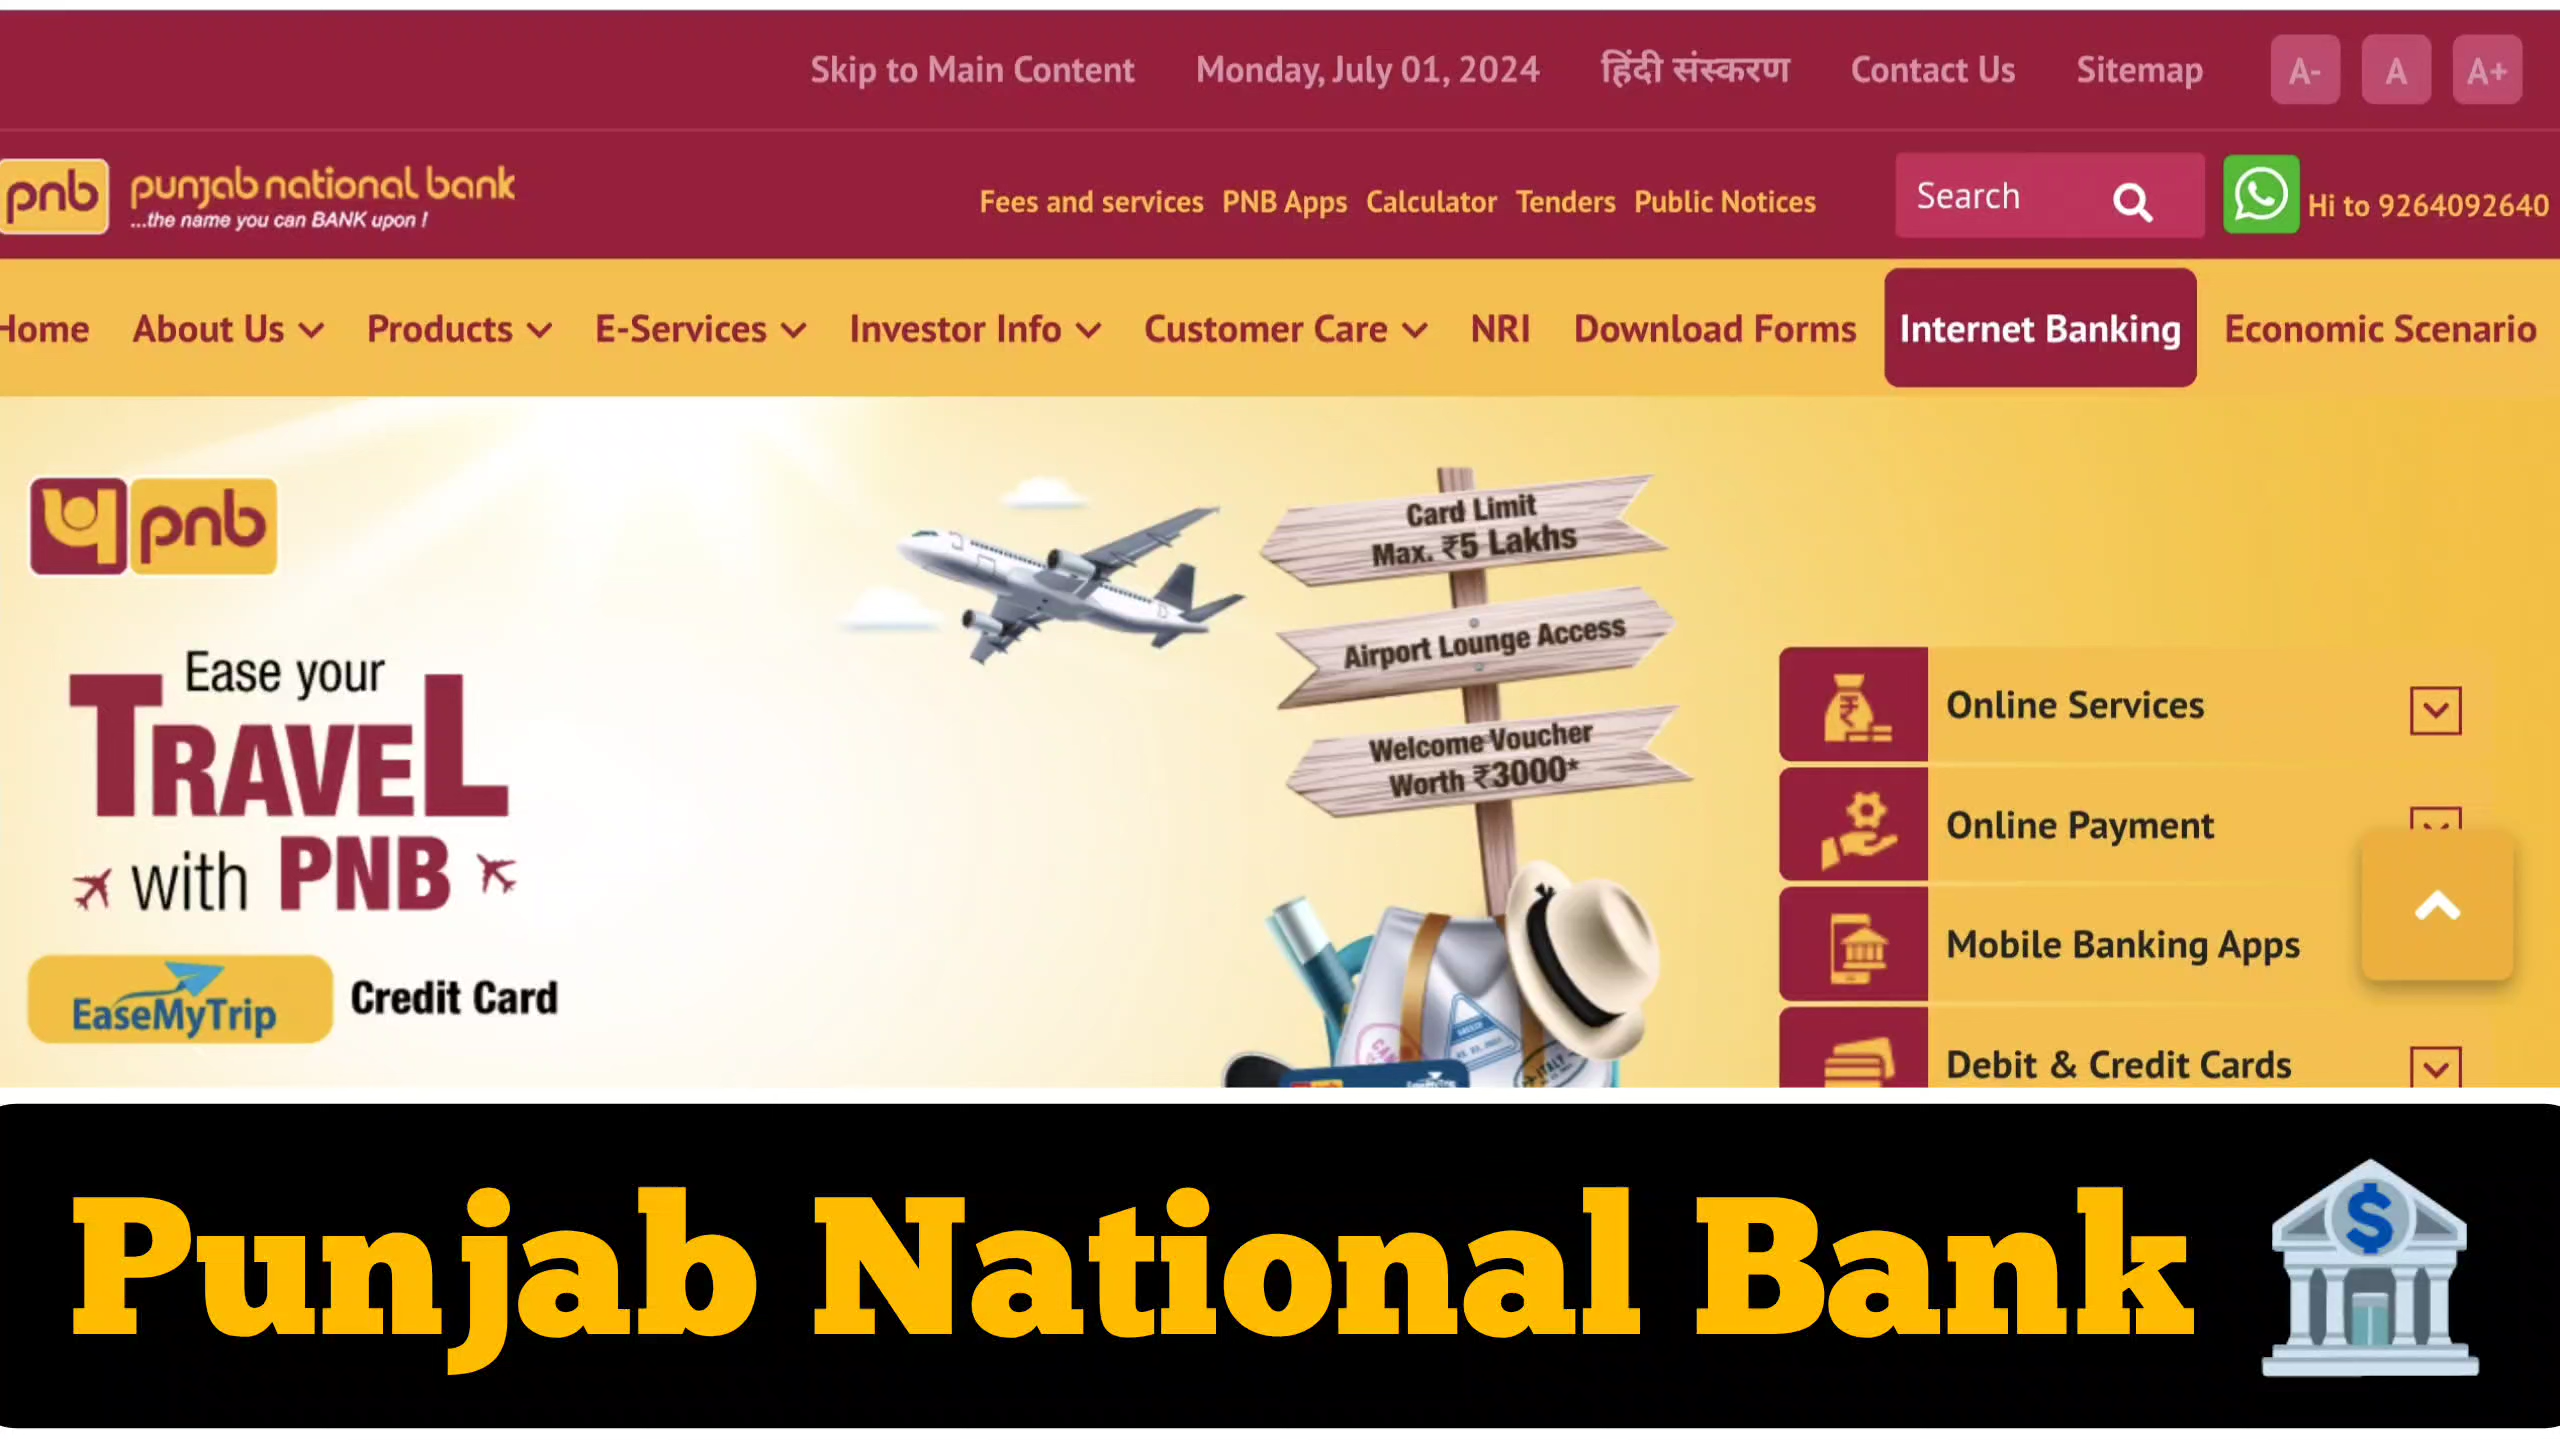 Skip to Main Content Monday, July 01, 2024 हिंदी संस्करण Contact Us Sitemap A- A A+
pnb punjab national bank
...the name you can BANK upon !
Fees and services PNB Apps Calculator Tenders Public Notices Search Hi to 9264092640
Home About Us Products E-Services Investor Info Customer Care NRI Download Forms Internet Banking Economic Scenario
pnb
Ease your
TRAVEL
with PNB
EaseMyTrip Credit Card
Card Limit
Max. ₹5 Lakhs
Airport Lounge Access
Welcome Voucher
Worth ₹3000*
Online Services
Online Payment
Mobile Banking Apps
Debit & Credit Cards
ITALY
Punjab National Bank
$